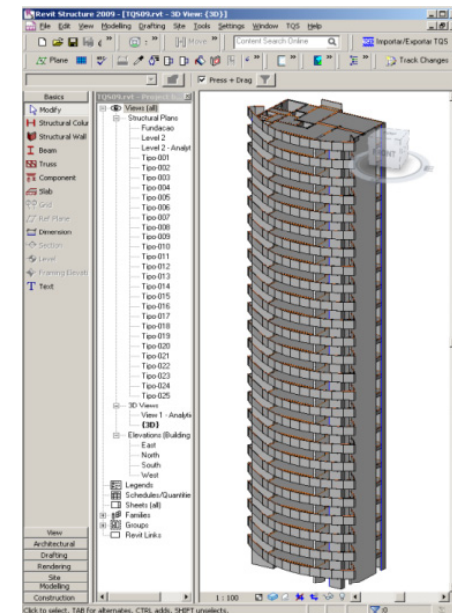 Revit Structure 2009 - [TQS09.rvt - 3D View: {3D}]
File Edit View Modelling Drafting Site Tools Settings Window TQS Help
Move
Content Search Online
Importar/Exportar TQS
Plane
Track Changes
Press + Drag
Basics
Modify
Structural Colu
Structural Wall
Beam
Truss
Component
Slab
Grid
Ref Plane
Dimension
Section
Level
Framing Elevati
Text
View
Architectural
Drafting
Rendering
Site
Modelling
Construction
Views (all)
Structural Plans
Fundacao
Level 2
Level 2 - Analyt
Tipo-001
Tipo-002
Tipo-003
Tipo-004
Tipo-005
Tipo-006
Tipo-007
Tipo-008
Tipo-009
Tipo-010
Tipo-011
Tipo-012
Tipo-013
Tipo-014
Tipo-015
Tipo-016
Tipo-017
Tipo-018
Tipo-019
Tipo-020
Tipo-021
Tipo-022
Tipo-023
Tipo-024
Tipo-025
3D Views
View 1 - Analyti
{3D}
Elevations (Building
East
North
South
West
Legends
Schedules/Quantitie
Sheets (all)
Families
Groups
Revit Links
FRONT
1 : 100
Click to select, TAB for alternates, CTRL adds, SHIFT unselects.
:0